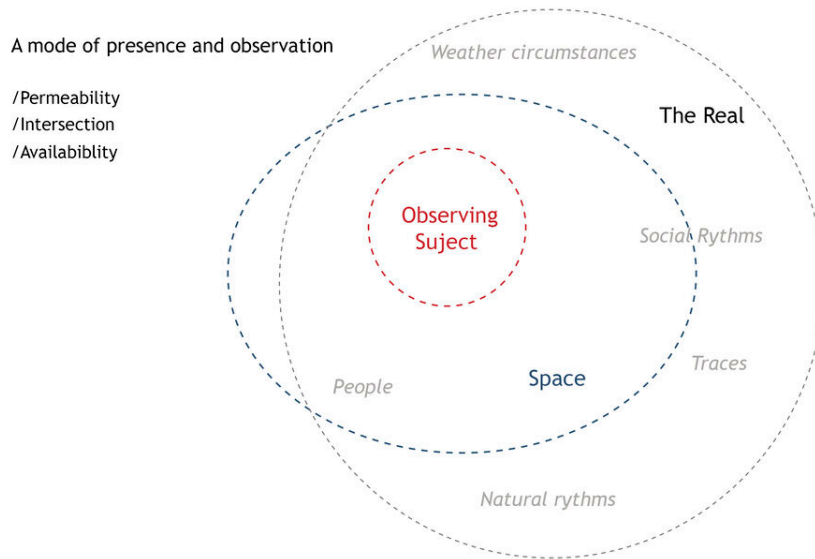 A mode of presence and observation
/Permeability
/Intersection
/Availabiblity
Weather circumstances
The Real
Observing
Suject
Social Rythms
Traces
People
Space
Natural rythms